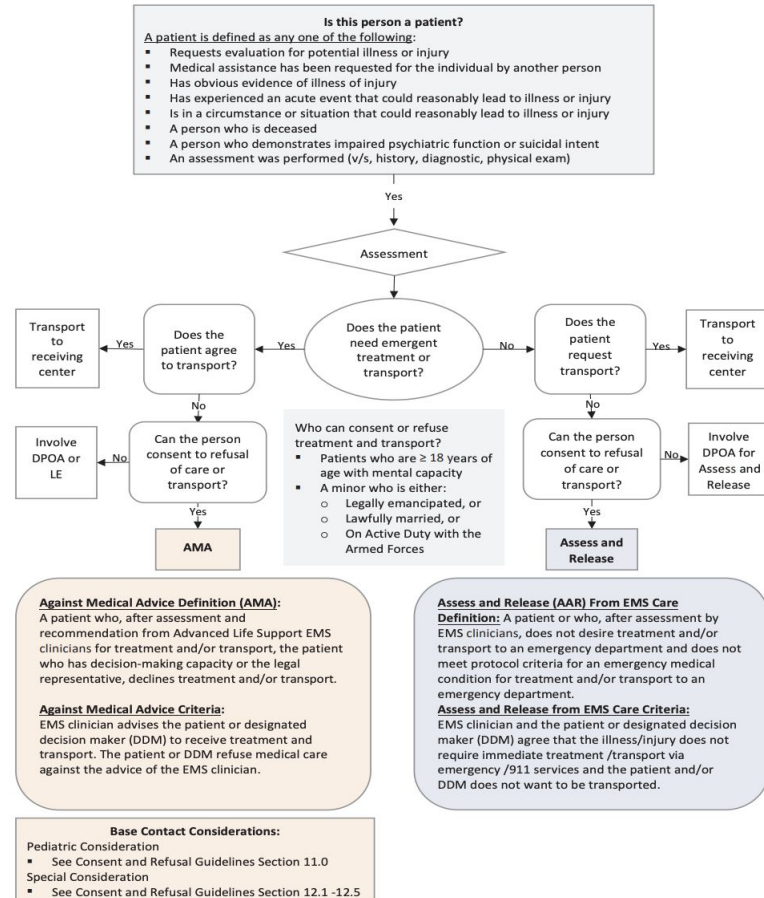 Is this person a patient?
A patient is defined as any one of the following:
▪ Requests evaluation for potential illness or injury
▪ Medical assistance has been requested for the individual by another person
▪ Has obvious evidence of illness of injury
▪ Has experienced an acute event that could reasonably lead to illness or injury
▪ Is in a circumstance or situation that could reasonably lead to illness or injury
▪ A person who is deceased
▪ A person who demonstrates impaired psychiatric function or suicidal intent
▪ An assessment was performed (v/s, history, diagnostic, physical exam)
Yes
Assessment
Transport
to
receiving
center
Yes
Does the
patient agree
to transport?
Yes
Does the patient
need emergent
treatment or
transport?
No
Does the
patient
request
transport?
Yes
Transport
to
receiving
center
No
No
Involve
DPOA or
LE
No
Can the person
consent to refusal
of care or
transport?
Who can consent or refuse
treatment and transport?
▪ Patients who are ≥ 18 years of
age with mental capacity
▪ A minor who is either:
o Legally emancipated, or
o Lawfully married, or
o On Active Duty with the
Armed Forces
Can the person
consent to refusal
of care or
transport?
No
Involve
DPOA for
Assess and
Release
Yes
Yes
AMA
Assess and
Release
Against Medical Advice Definition (AMA):
A patient who, after assessment and
recommendation from Advanced Life Support EMS
clinicians for treatment and/or transport, the patient
who has decision-making capacity or the legal
representative, declines treatment and/or transport.
Against Medical Advice Criteria:
EMS clinician advises the patient or designated
decision maker (DDM) to receive treatment and
transport. The patient or DDM refuse medical care
against the advice of the EMS clinician.
Assess and Release (AAR) From EMS Care
Definition: A patient or who, after assessment by
EMS clinicians, does not desire treatment and/or
transport to an emergency department and does not
meet protocol criteria for an emergency medical
condition for treatment and/or transport to an
emergency department.
Assess and Release from EMS Care Criteria:
EMS clinician and the patient or designated decision
maker (DDM) agree that the illness/injury does not
require immediate treatment /transport via
emergency /911 services and the patient and/or
DDM does not want to be transported.
Base Contact Considerations:
Pediatric Consideration
▪ See Consent and Refusal Guidelines Section 11.0
Special Consideration
▪ See Consent and Refusal Guidelines Section 12.1 -12.5